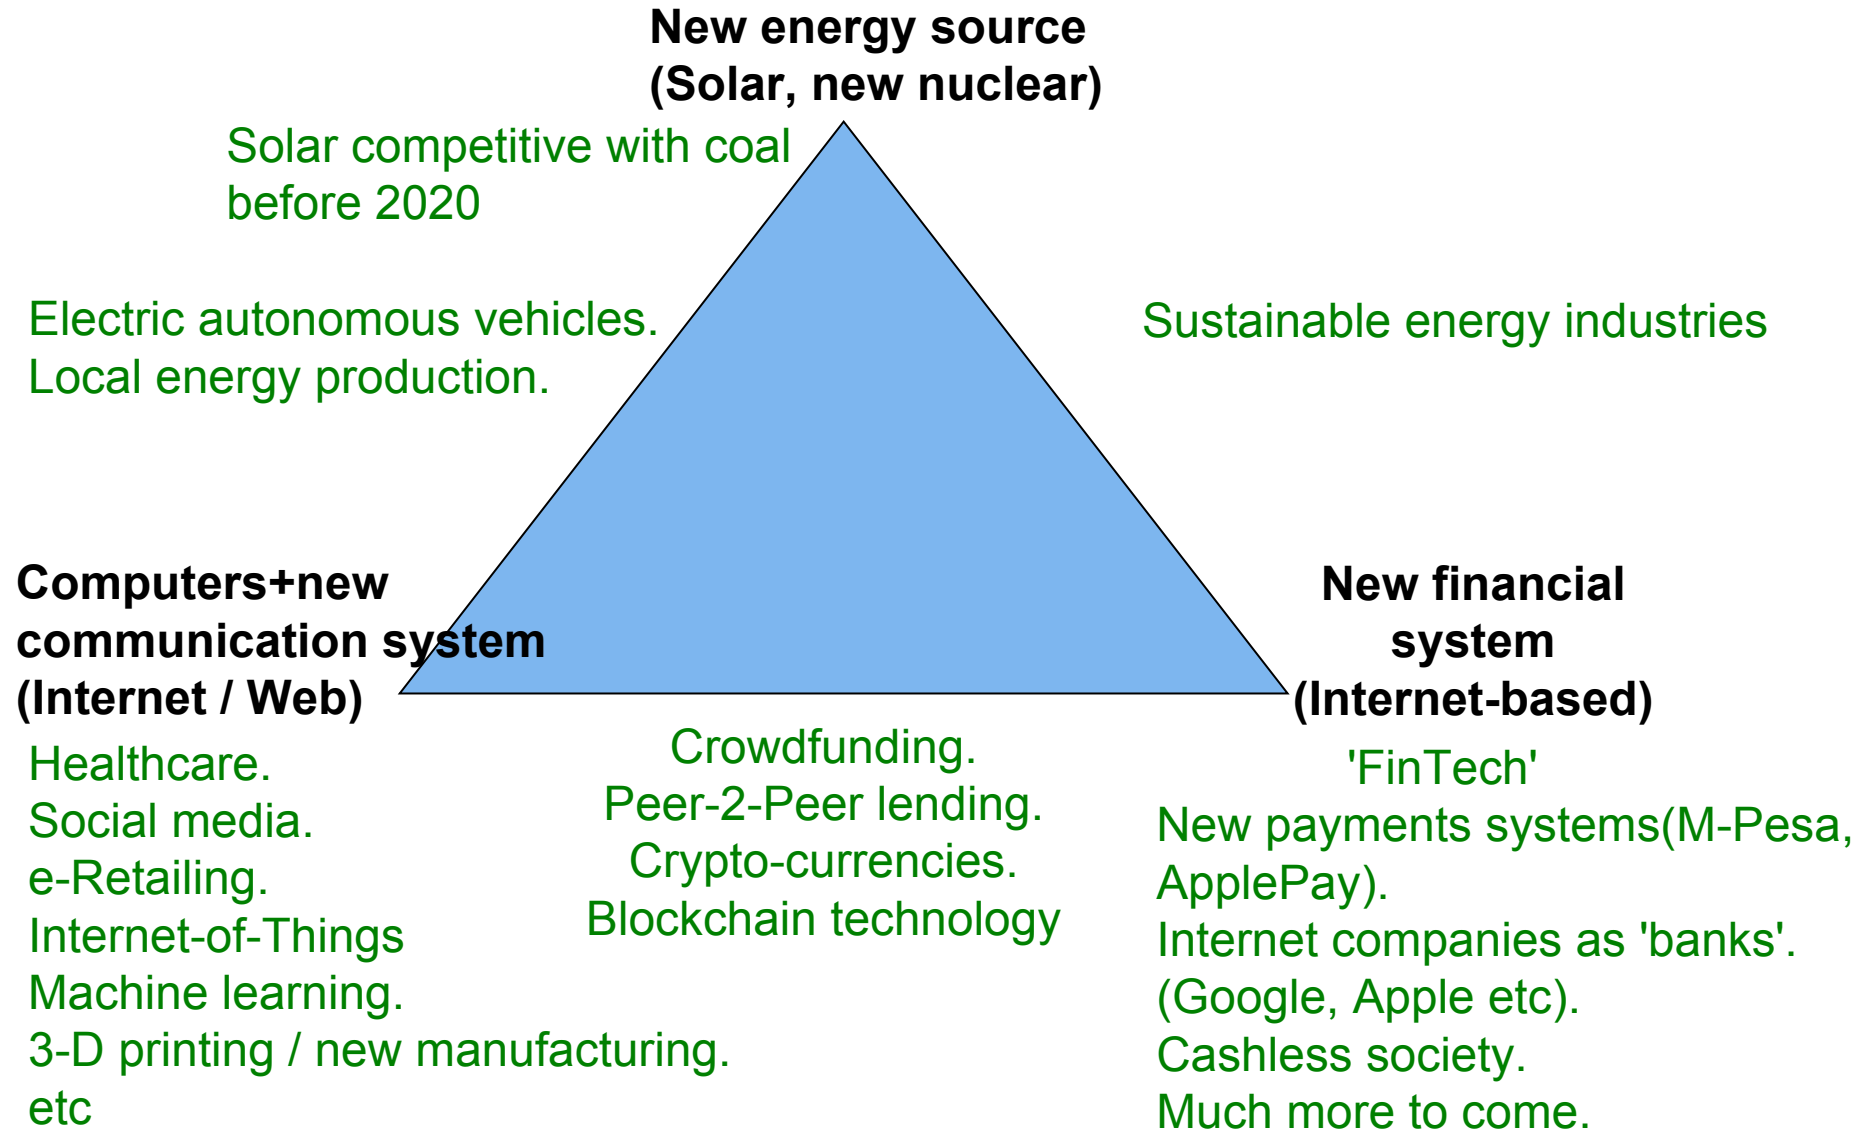 New energy source
(Solar, new nuclear)
Solar competitive with coal
before 2020
Electric autonomous vehicles.
Local energy production.
Sustainable energy industries
Computers+new
communication system
(Internet / Web)
New financial
system
(Internet-based)
Healthcare.
Social media.
e-Retailing.
Internet-of-Things
Machine learning.
3-D printing / new manufacturing.
etc
Crowdfunding.
Peer-2-Peer lending.
Crypto-currencies.
Blockchain technology
'FinTech'
New payments systems(M-Pesa,
ApplePay).
Internet companies as 'banks'.
(Google, Apple etc).
Cashless society.
Much more to come.